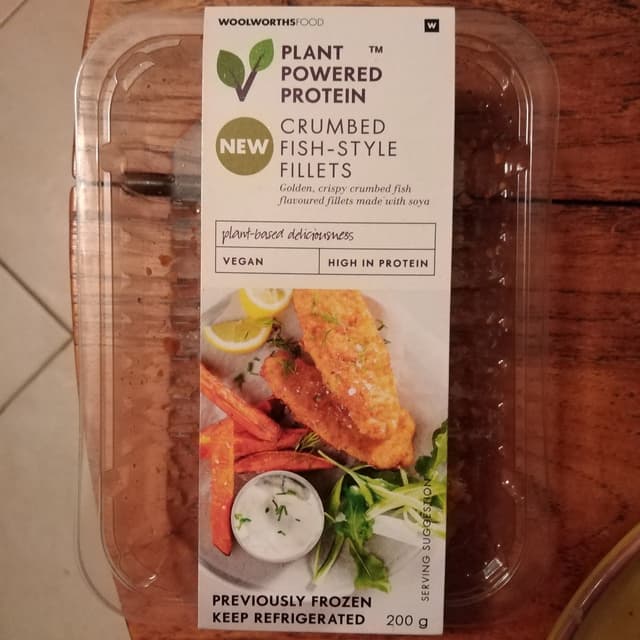 WOOLWORTHSFOOD
W
PLANT ™
POWERED
PROTEIN
NEW
CRUMBED
FISH-STYLE
FILLETS
Golden, crispy crumbed fish
flavoured fillets made with soya
plant-based deliciousness
VEGAN
HIGH IN PROTEIN
SERVING SUGGESTION
PREVIOUSLY FROZEN
KEEP REFRIGERATED 200 g